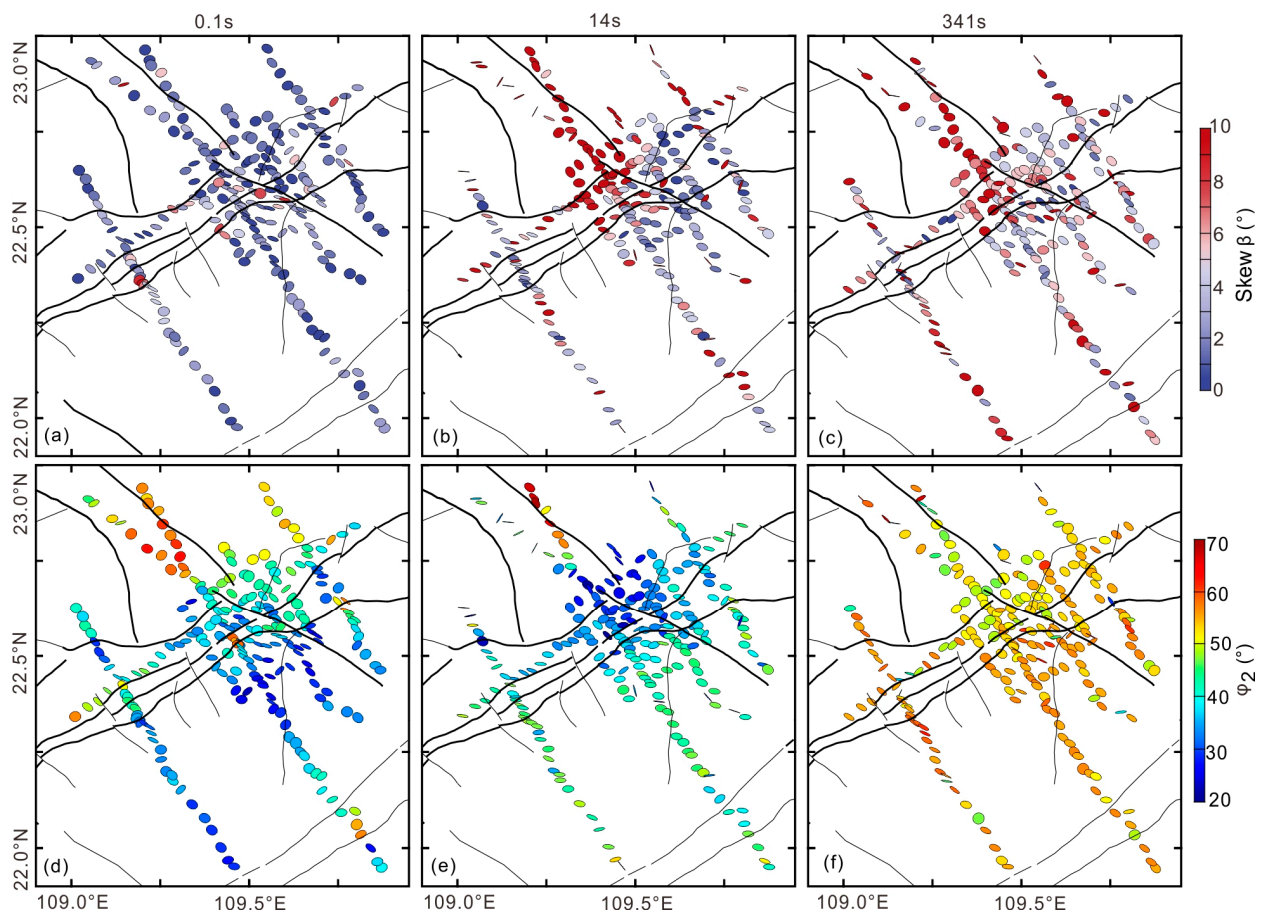 0.1s 14s 341s
23.0°N
22.5°N
22.0°N
(a) (b) (c)
10
8
6
4
2
0
Skew β (°)
23.0°N
22.5°N
22.0°N
(d) (e) (f)
70
60
50
40
30
20
φ2 (°)
109.0°E 109.5°E 109.0°E 109.5°E 109.0°E 109.5°E